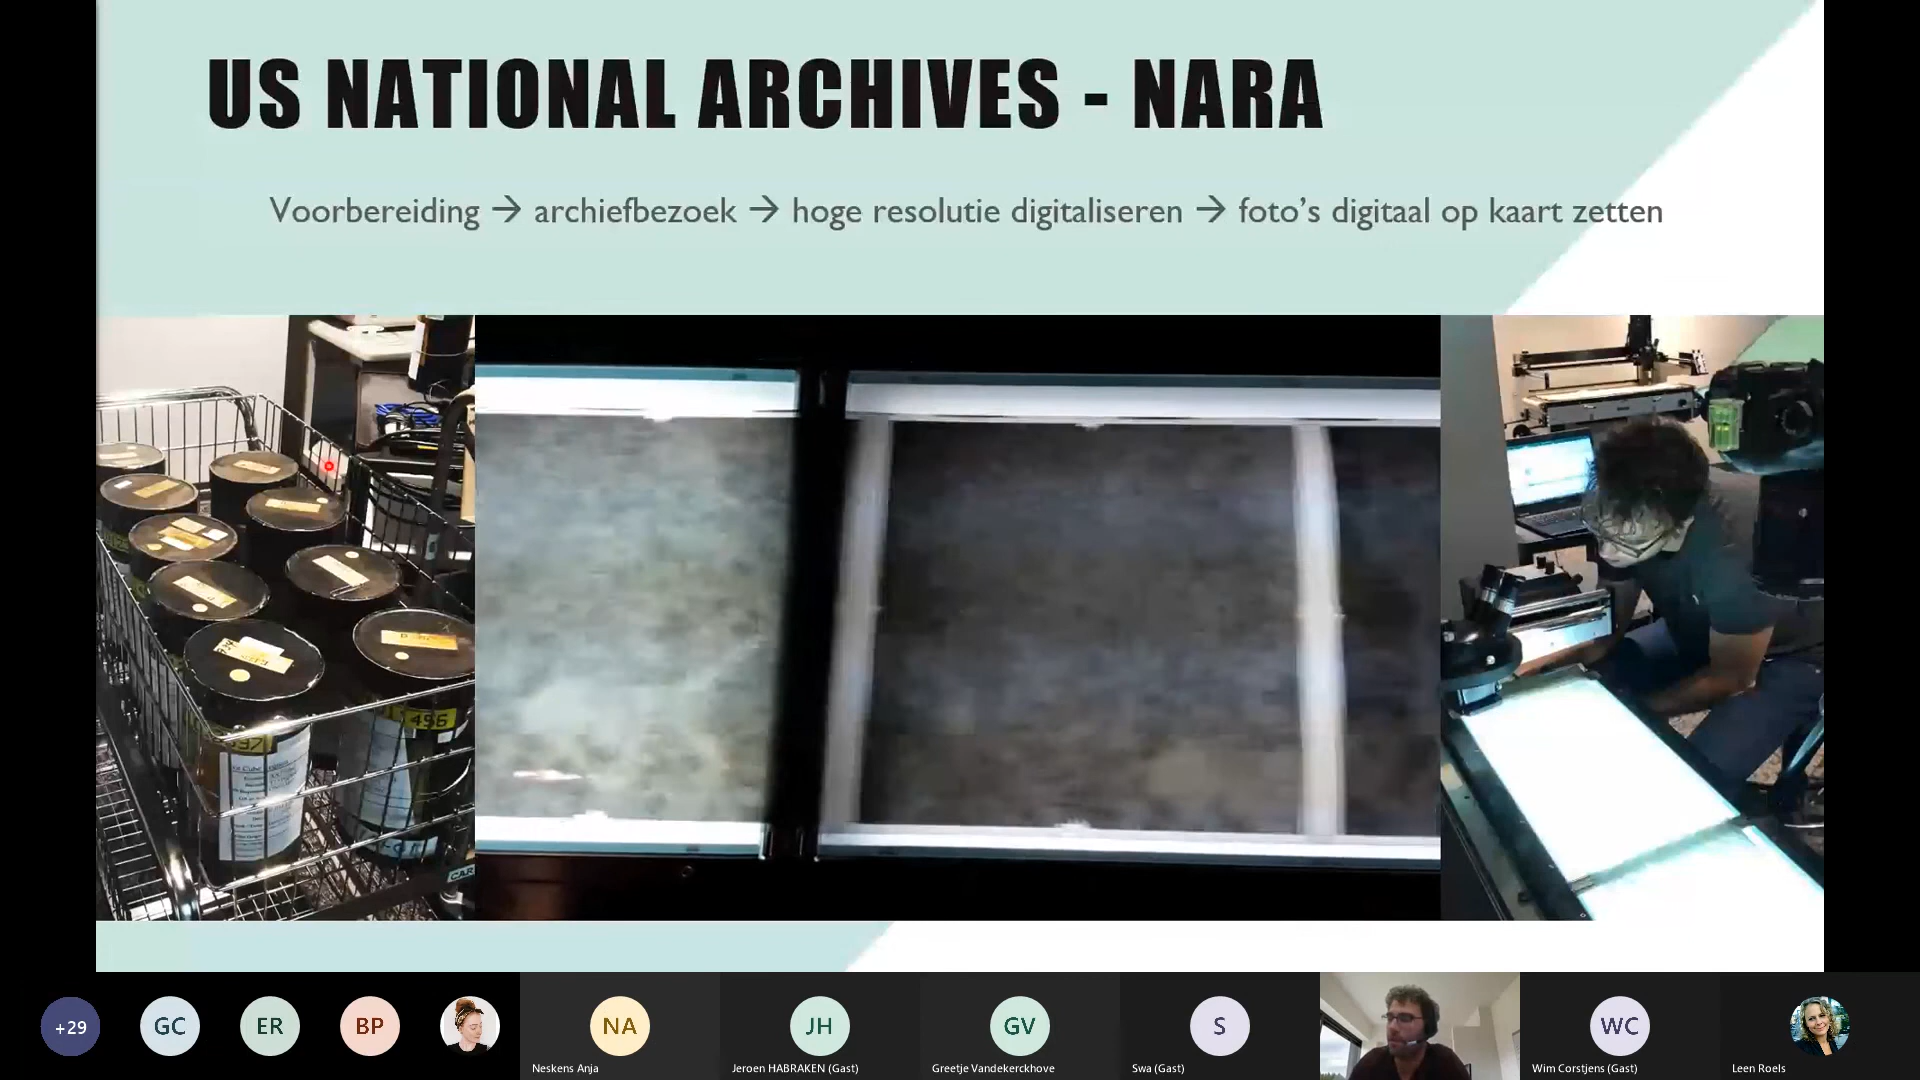 US NATIONAL ARCHIVES - NARA
Voorbereiding → archiefbezoek → hoge resolutie digitaliseren → foto's digitaal op kaart zetten
496
+29
GC
ER
BP
NA
JH
GV
S
WC
Neskens Anja
Jeroen HABRAKEN (Gast)
Greetje Vandekerckhove
Swa (Gast)
Wim Corstjens (Gast)
Leen Roels